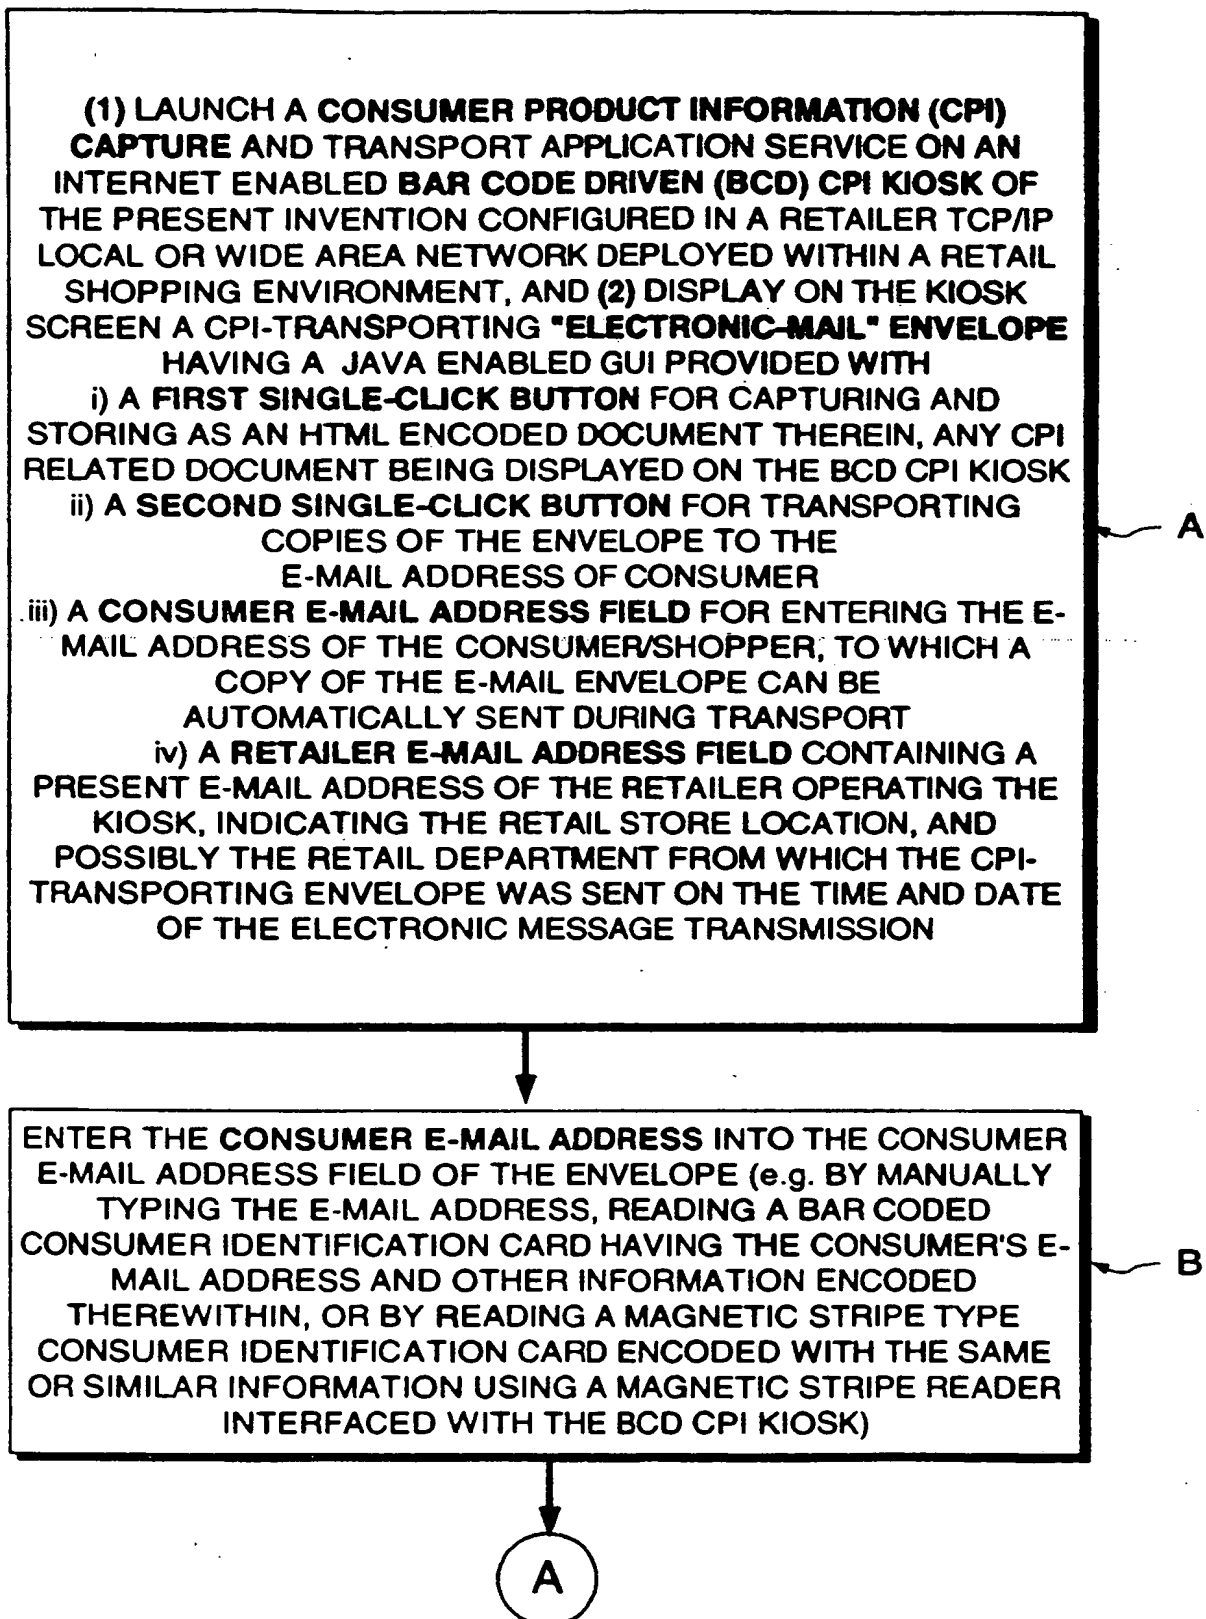 (1) LAUNCH A CONSUMER PRODUCT INFORMATION (CPI)
CAPTURE AND TRANSPORT APPLICATION SERVICE ON AN
INTERNET ENABLED BAR CODE DRIVEN (BCD) CPI KIOSK OF
THE PRESENT INVENTION CONFIGURED IN A RETAILER TCP/IP
LOCAL OR WIDE AREA NETWORK DEPLOYED WITHIN A RETAIL
SHOPPING ENVIRONMENT, AND (2) DISPLAY ON THE KIOSK
SCREEN A CPI-TRANSPORTING "ELECTRONIC-MAIL" ENVELOPE
HAVING A JAVA ENABLED GUI PROVIDED WITH
i) A FIRST SINGLE-CLICK BUTTON FOR CAPTURING AND
STORING AS AN HTML ENCODED DOCUMENT THEREIN, ANY CPI
RELATED DOCUMENT BEING DISPLAYED ON THE BCD CPI KIOSK
ii) A SECOND SINGLE-CLICK BUTTON FOR TRANSPORTING
COPIES OF THE ENVELOPE TO THE
E-MAIL ADDRESS OF CONSUMER
iii) A CONSUMER E-MAIL ADDRESS FIELD FOR ENTERING THE E-
MAIL ADDRESS OF THE CONSUMER/SHOPPER, TO WHICH A
COPY OF THE E-MAIL ENVELOPE CAN BE
AUTOMATICALLY SENT DURING TRANSPORT
iv) A RETAILER E-MAIL ADDRESS FIELD CONTAINING A
PRESENT E-MAIL ADDRESS OF THE RETAILER OPERATING THE
KIOSK, INDICATING THE RETAIL STORE LOCATION, AND
POSSIBLY THE RETAIL DEPARTMENT FROM WHICH THE CPI-
TRANSPORTING ENVELOPE WAS SENT ON THE TIME AND DATE
OF THE ELECTRONIC MESSAGE TRANSMISSION
A
ENTER THE CONSUMER E-MAIL ADDRESS INTO THE CONSUMER
E-MAIL ADDRESS FIELD OF THE ENVELOPE (e.g. BY MANUALLY
TYPING THE E-MAIL ADDRESS, READING A BAR CODED
CONSUMER IDENTIFICATION CARD HAVING THE CONSUMER'S E-
MAIL ADDRESS AND OTHER INFORMATION ENCODED
THEREWITHIN, OR BY READING A MAGNETIC STRIPE TYPE
CONSUMER IDENTIFICATION CARD ENCODED WITH THE SAME
OR SIMILAR INFORMATION USING A MAGNETIC STRIPE READER
INTERFACED WITH THE BCD CPI KIOSK)
B
A